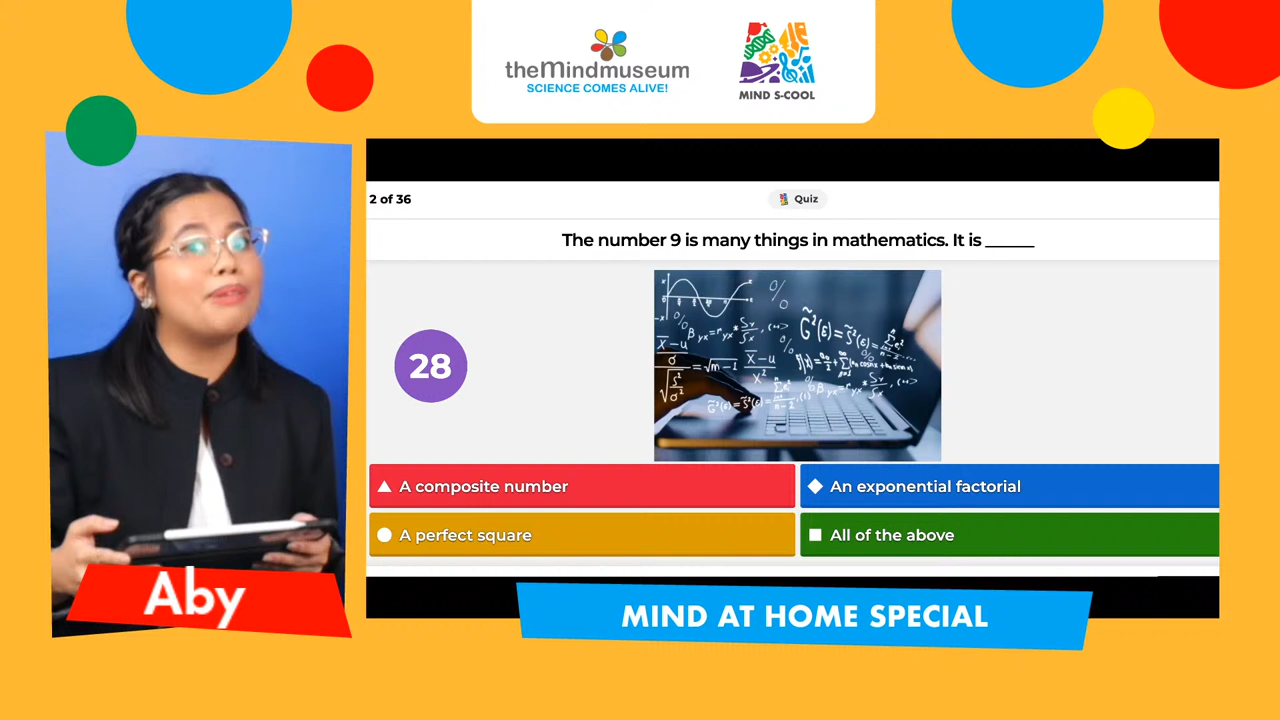 theMindmuseum
SCIENCE COMES ALIVE!
MIND S-COOL
2 of 36
Quiz
The number 9 is many things in mathematics. It is _____
28
A composite number
An exponential factorial
A perfect square
All of the above
Aby
MIND AT HOME SPECIAL